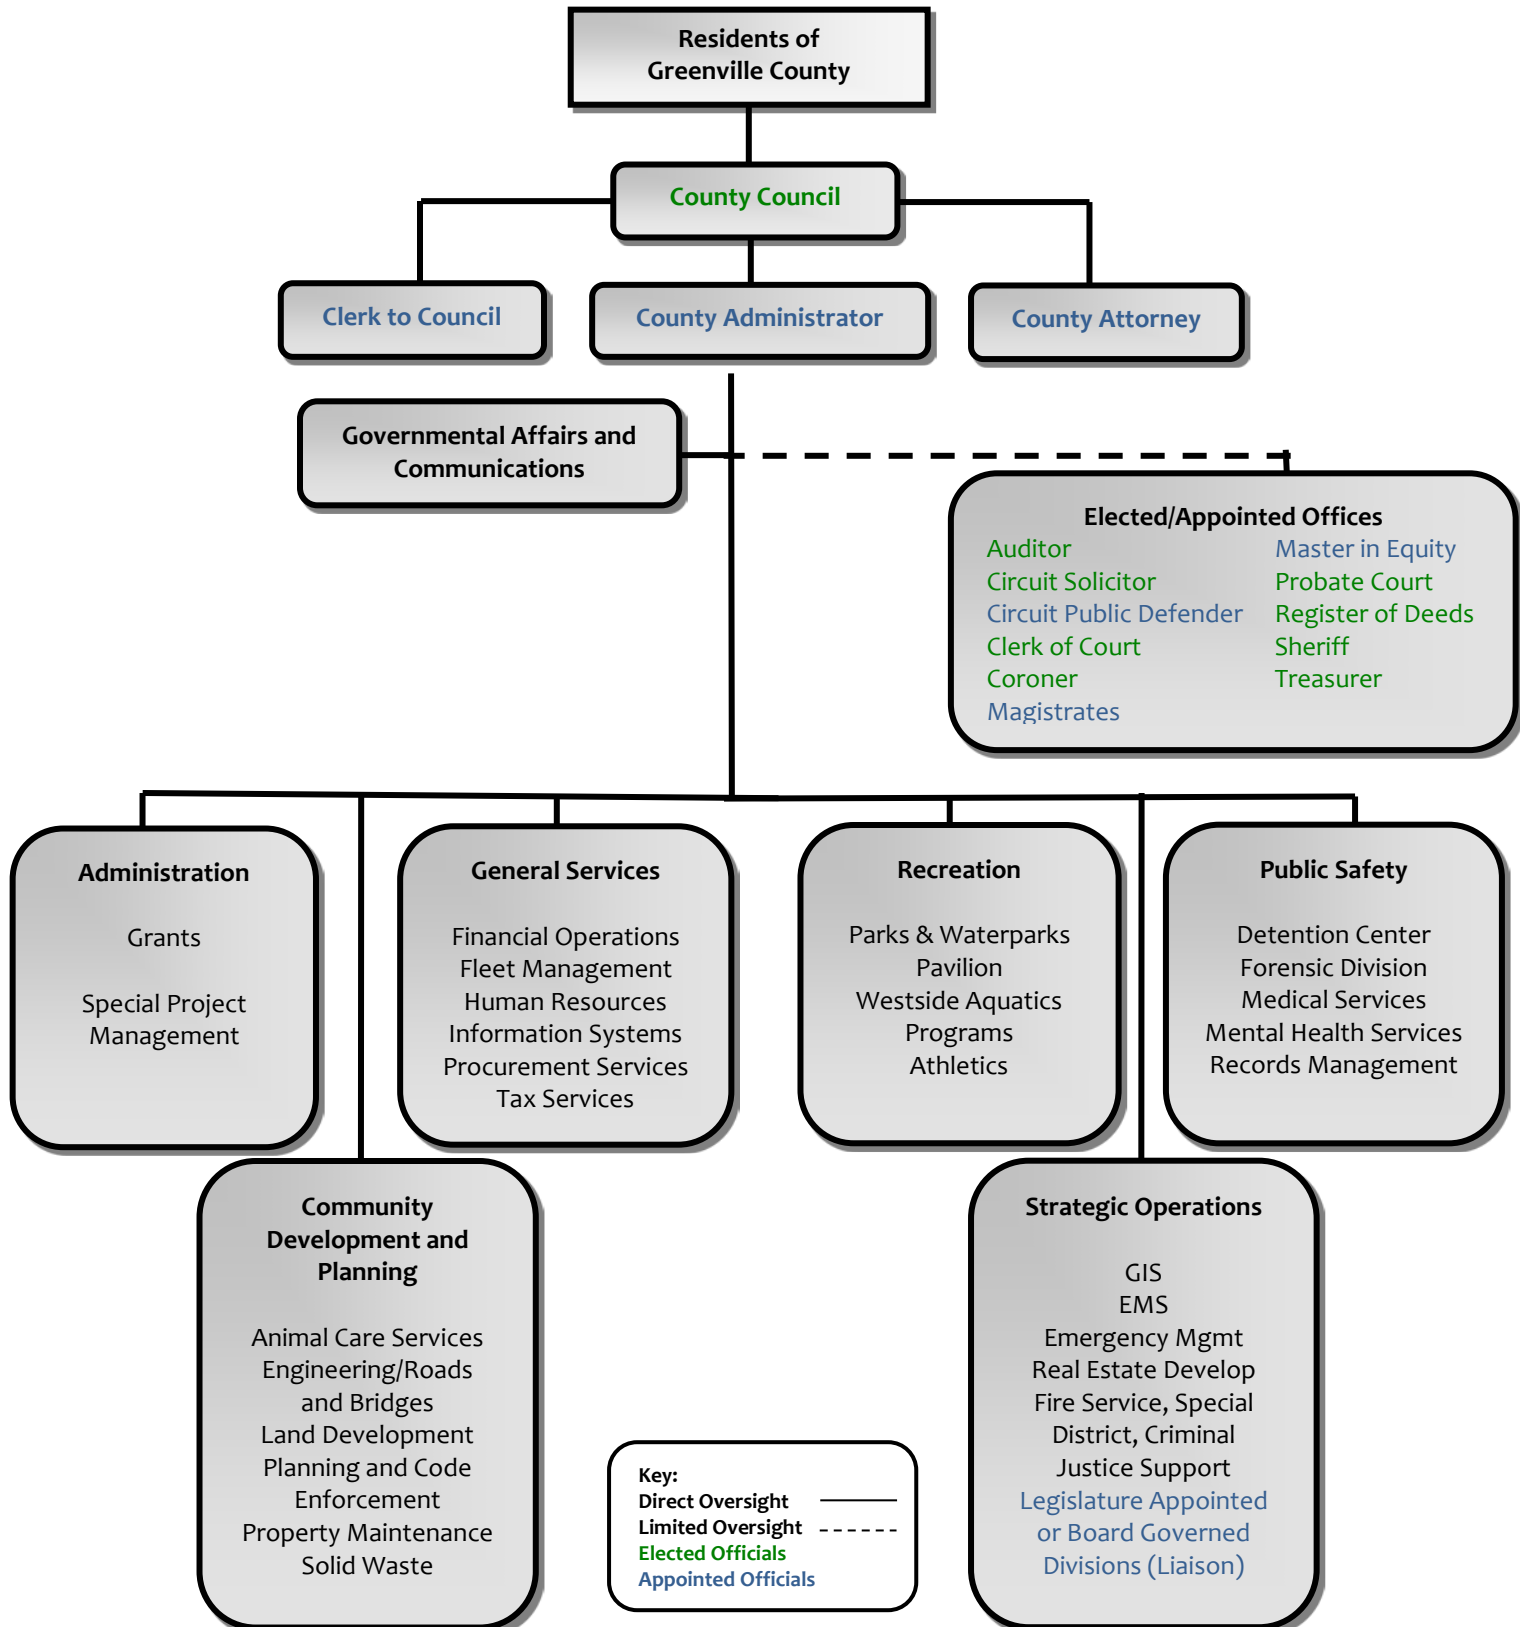 Residents of
Greenville County
County Council
Clerk to Council
County Administrator
County Attorney
Governmental Affairs and
Communications
Elected/Appointed Offices
Auditor
Circuit Solicitor
Circuit Public Defender
Clerk of Court
Coroner
Magistrates
Master in Equity
Probate Court
Register of Deeds
Sheriff
Treasurer
Administration
Grants
Special Project
Management
General Services
Financial Operations
Fleet Management
Human Resources
Information Systems
Procurement Services
Tax Services
Recreation
Parks & Waterparks
Pavilion
Westside Aquatics
Programs
Athletics
Public Safety
Detention Center
Forensic Division
Medical Services
Mental Health Services
Records Management
Community
Development and
Planning
Animal Care Services
Engineering/Roads
and Bridges
Land Development
Planning and Code
Enforcement
Property Maintenance
Solid Waste
Strategic Operations
GIS
EMS
Emergency Mgmt
Real Estate Develop
Fire Service, Special
District, Criminal
Justice Support
Legislature Appointed
or Board Governed
Divisions (Liaison)
Key:
Direct Oversight
Limited Oversight
Elected Officials
Appointed Officials